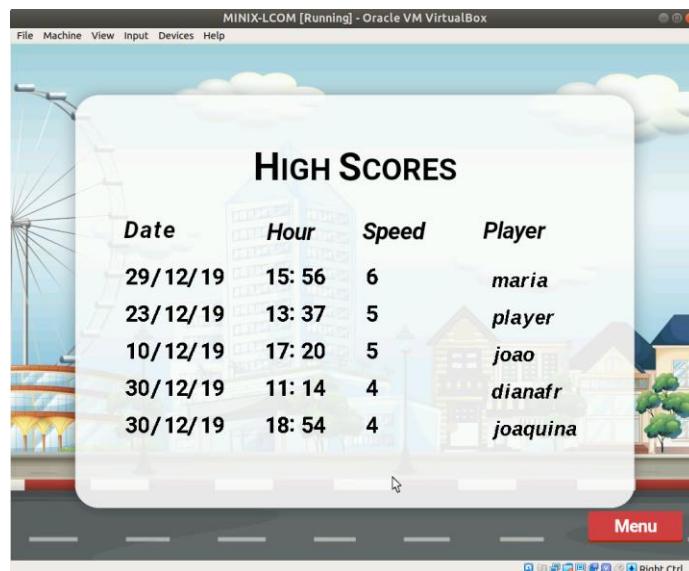 MINIX-LCOM [Running] - Oracle VM VirtualBox
File Machine View Input Devices Help
HIGH SCORES
Date Hour Speed Player
29/12/19 15:56 6 maria
23/12/19 13:37 5 player
10/12/19 17:20 5 joao
30/12/19 11:14 4 dianafr
30/12/19 18:54 4 joaquina
Menu
Right Ctrl